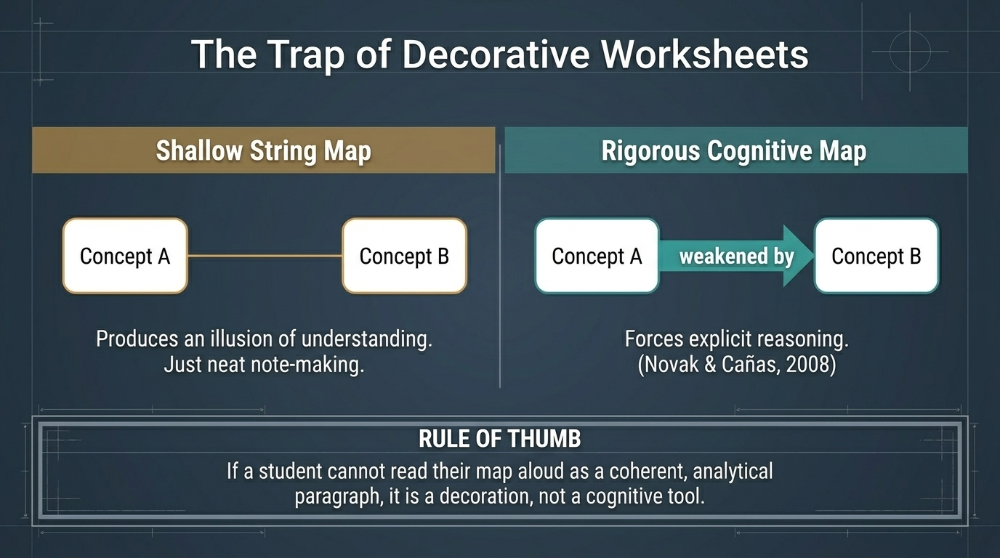 The Trap of Decorative Worksheets
Shallow String Map
Concept A
Concept B
Produces an illusion of understanding.
Just neat note-making.
Rigorous Cognitive Map
Concept A
weakened by
Concept B
Forces explicit reasoning.
(Novak & Cañas, 2008)
RULE OF THUMB
If a student cannot read their map aloud as a coherent, analytical
paragraph, it is a decoration, not a cognitive tool.